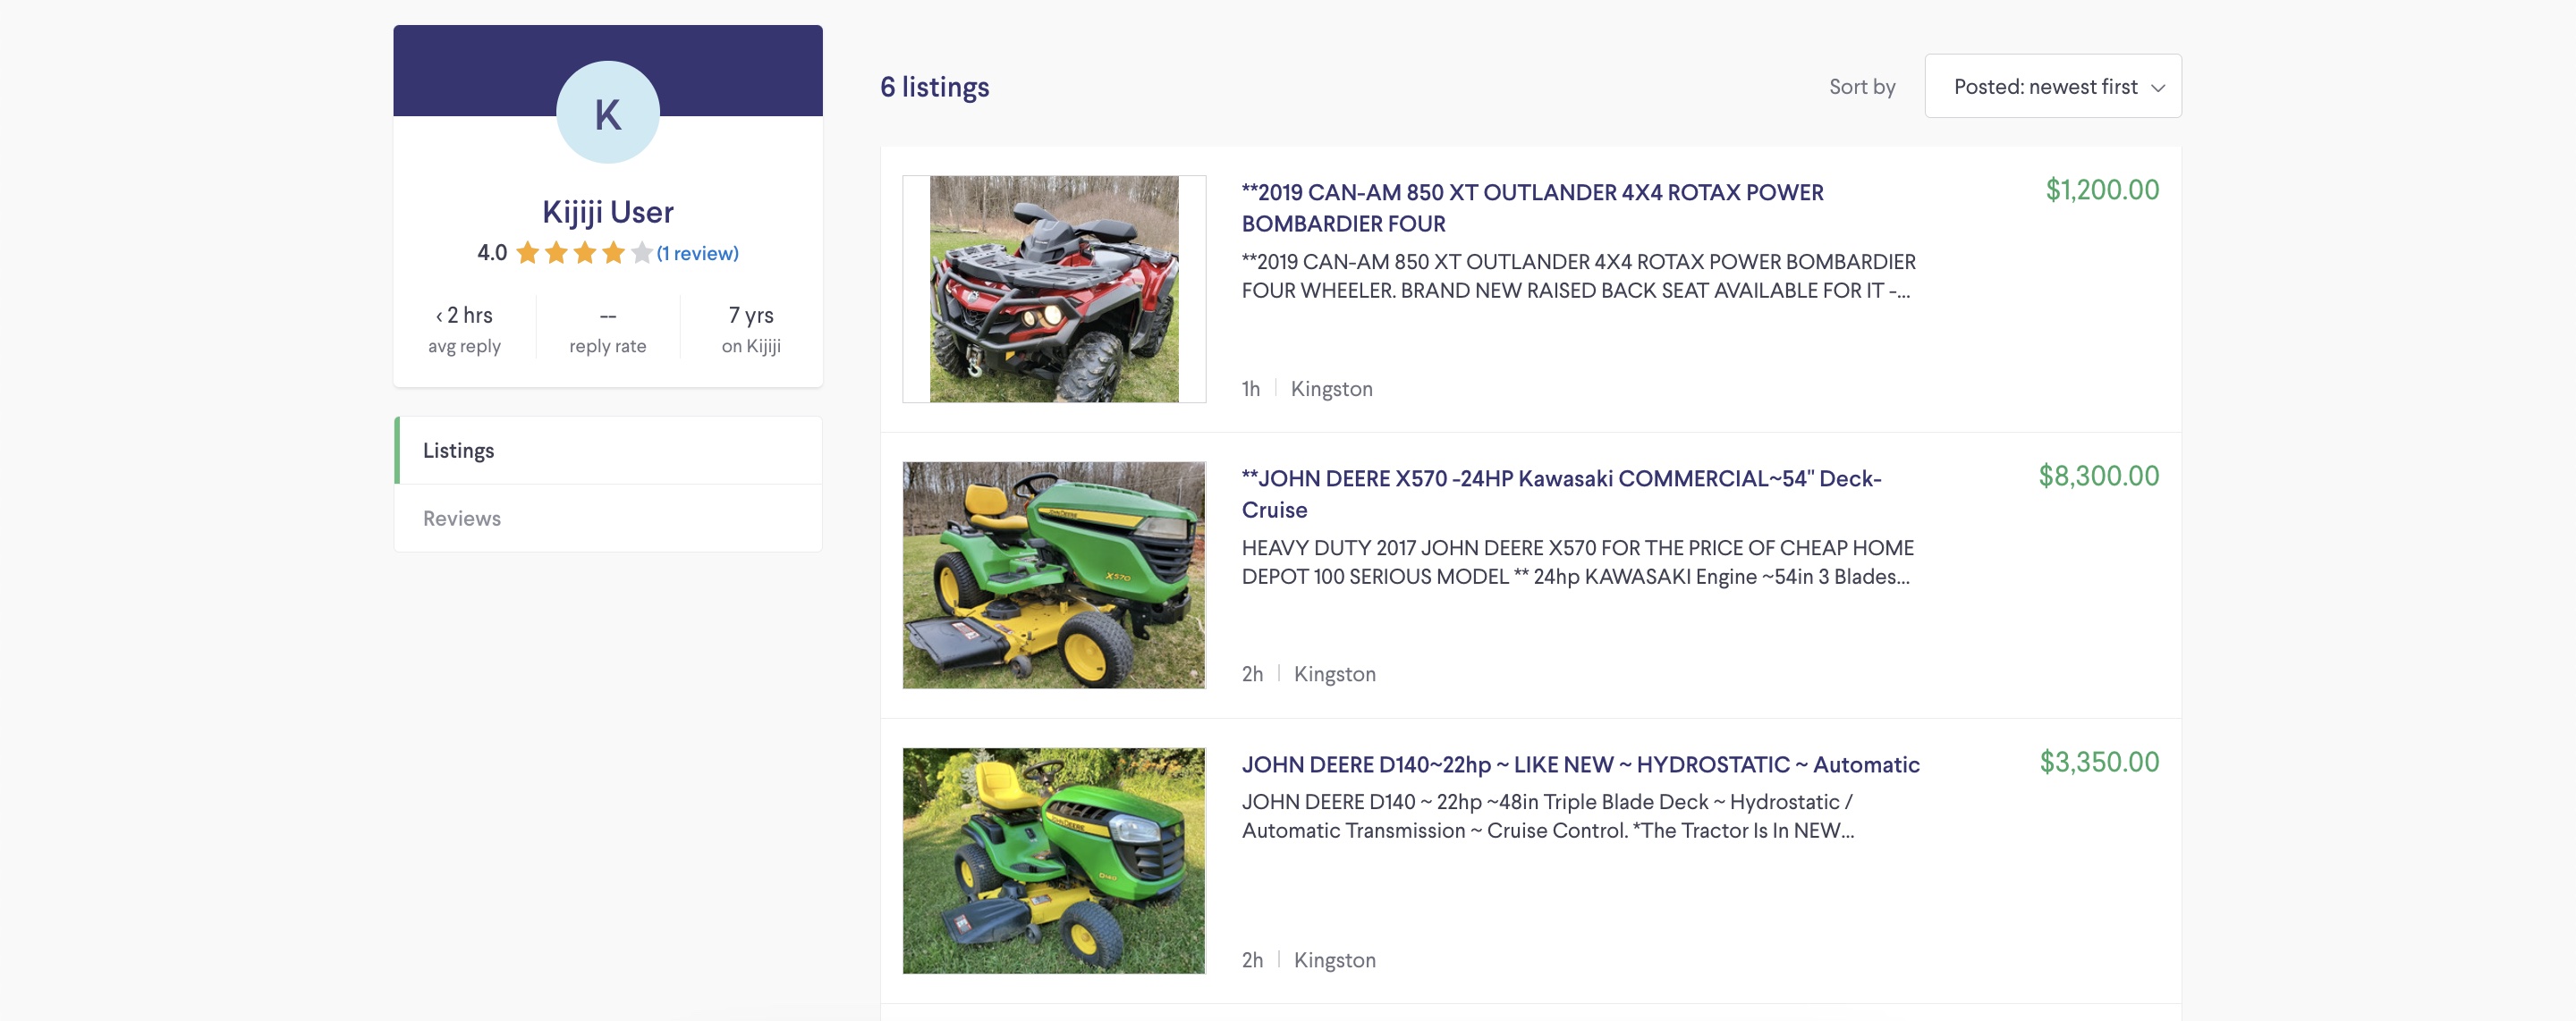 K
Kijiji User
4.0 (1 review)
< 2 hrs
avg reply
--
reply rate
7 yrs
on Kijiji
Listings
Reviews
6 listings
Sort by
Posted: newest first
**2019 CAN-AM 850 XT OUTLANDER 4X4 ROTAX POWER
BOMBARDIER FOUR
$1,200.00
**2019 CAN-AM 850 XT OUTLANDER 4X4 ROTAX POWER BOMBARDIER
FOUR WHEELER. BRAND NEW RAISED BACK SEAT AVAILABLE FOR IT -...
1h | Kingston
**JOHN DEERE X570 -24HP Kawasaki COMMERCIAL~54" Deck-
Cruise
$8,300.00
HEAVY DUTY 2017 JOHN DEERE X570 FOR THE PRICE OF CHEAP HOME
DEPOT 100 SERIOUS MODEL ** 24hp KAWASAKI Engine ~54in 3 Blades...
X570
2h | Kingston
JOHN DEERE D140~22hp ~ LIKE NEW ~ HYDROSTATIC ~ Automatic
$3,350.00
JOHN DEERE D140 ~ 22hp ~48in Triple Blade Deck ~ Hydrostatic /
Automatic Transmission ~ Cruise Control. *The Tractor Is In NEW...
2h | Kingston